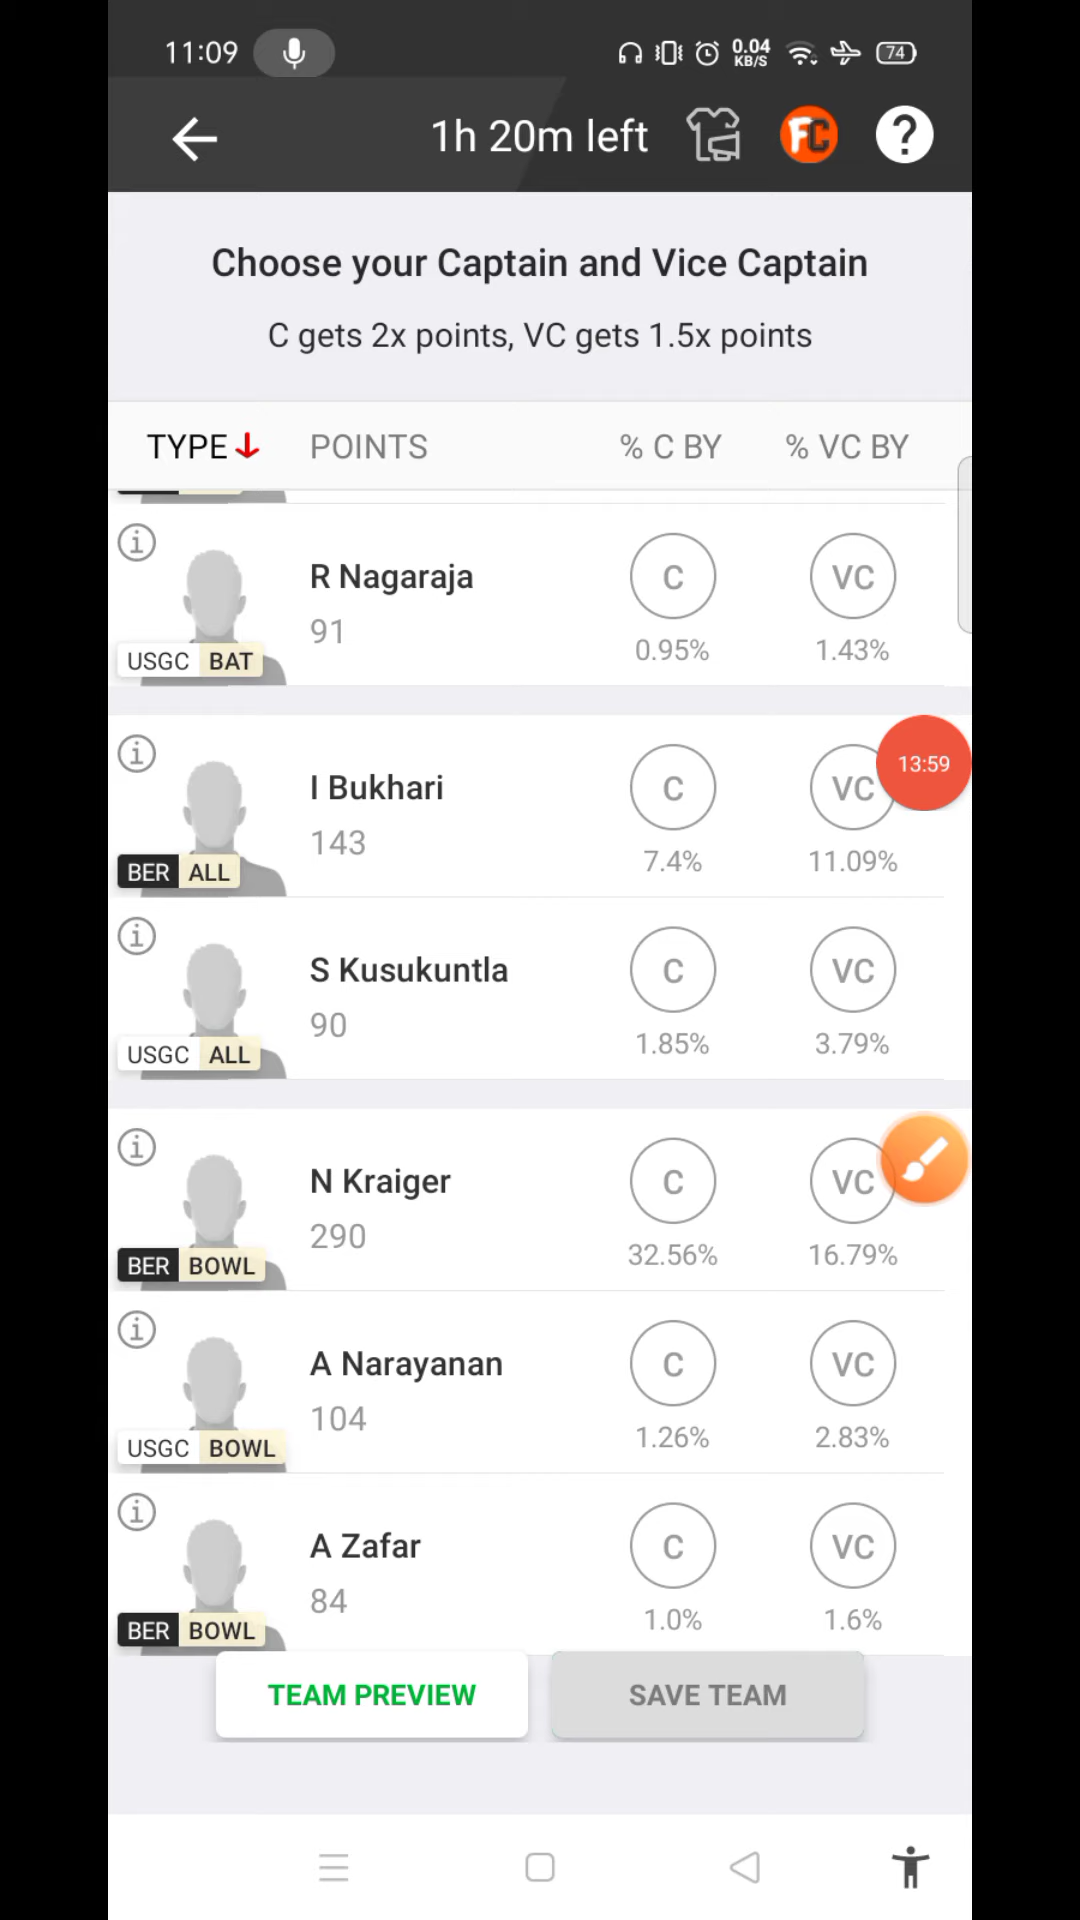 11:09
0.04
KB/S
74
1h 20m left
FC
?
Choose your Captain and Vice Captain
C gets 2x points, VC gets 1.5x points
TYPE POINTS % C BY % VC BY
i
R Nagaraja
91
USGC BAT
C
0.95%
VC
1.43%
i
I Bukhari
143
BER ALL
C
7.4%
VC
11.09%
13:59
i
S Kusukuntla
90
USGC ALL
C
1.85%
VC
3.79%
i
N Kraiger
290
BER BOWL
C
32.56%
VC
16.79%
i
A Narayanan
104
USGC BOWL
C
1.26%
VC
2.83%
i
A Zafar
84
BER BOWL
C
1.0%
VC
1.6%
TEAM PREVIEW
SAVE TEAM